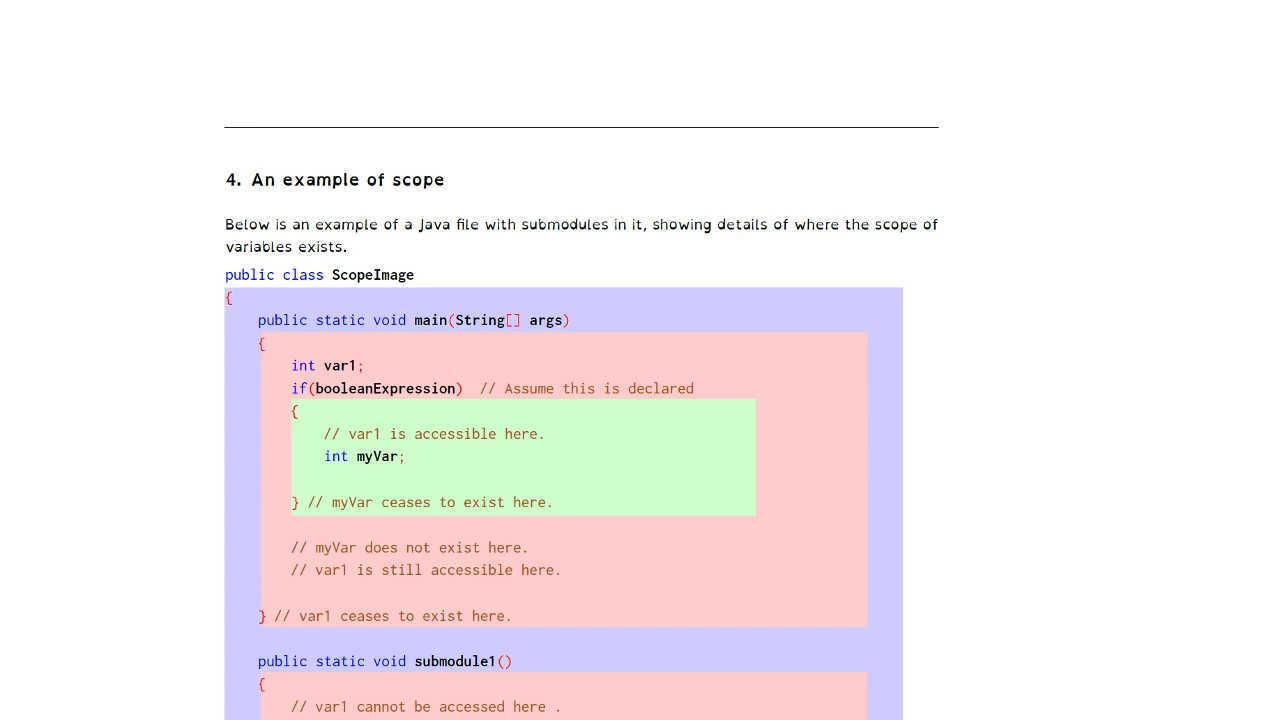 4. An example of scope
Below is an example of a Java file with submodules in it, showing details of where the scope of
variables exists.
public class ScopeImage
{
    public static void main(String[] args)
    {
        int var1;
        if(booleanExpression)  // Assume this is declared
        {
            // var1 is accessible here.
            int myVar;
        } // myVar ceases to exist here.
        // myVar does not exist here.
        // var1 is still accessible here.
    } // var1 ceases to exist here.
    public static void submodule1()
    {
        // var1 cannot be accessed here .